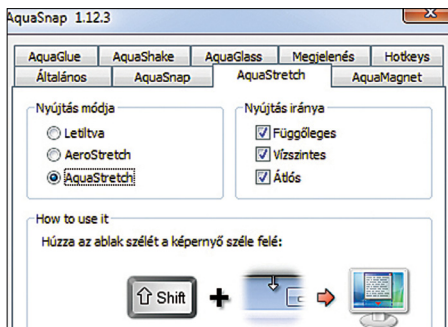 AquaSnap 1.12.3
AquaGlue AquaShake AquaGlass Megjelenés Hotkeys
Általános AquaSnap AquaStretch AquaMagnet
Nyújtás módja Nyújtás iránya
Letiltva Függőleges
AeroStretch Vízszintes
AquaStretch Átlós
How to use it
Húzza az ablak szélét a képernyő széle felé:
Shift